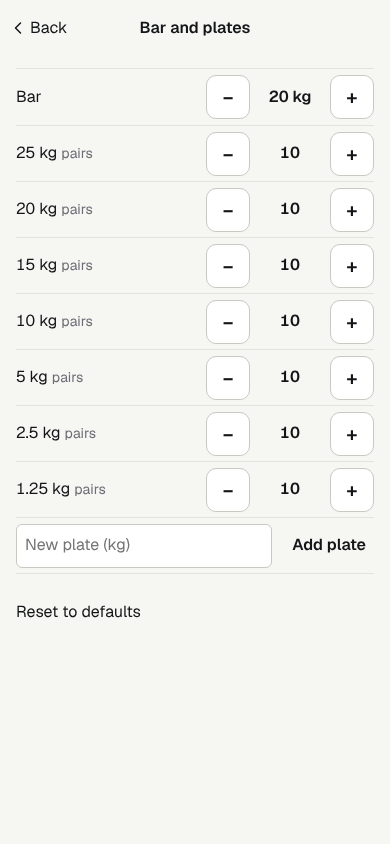 Back Bar and plates
Bar − 20 kg +
25 kg pairs − 10 +
20 kg pairs − 10 +
15 kg pairs − 10 +
10 kg pairs − 10 +
5 kg pairs − 10 +
2.5 kg pairs − 10 +
1.25 kg pairs − 10 +
New plate (kg) Add plate
Reset to defaults